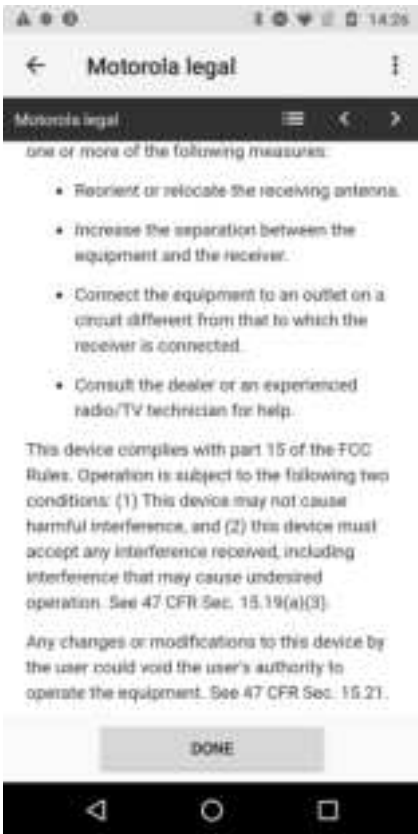 14:26
Motorola legal
Motorola legal
one or more of the following measures:
• Reorient or relocate the receiving antenna.
• Increase the separation between the
equipment and the receiver.
• Connect the equipment to an outlet on a
circuit different from that to which the
receiver is connected.
• Consult the dealer or an experienced
radio/TV technician for help.
This device complies with part 15 of the FCC
Rules. Operation is subject to the following two
conditions: (1) This device may not cause
harmful interference, and (2) this device must
accept any interference received, including
interference that may cause undesired
operation. See 47 CFR Sec. 15.19(a)(3).
Any changes or modifications to this device by
the user could void the user's authority to
operate the equipment. See 47 CFR Sec. 15.21.
DONE